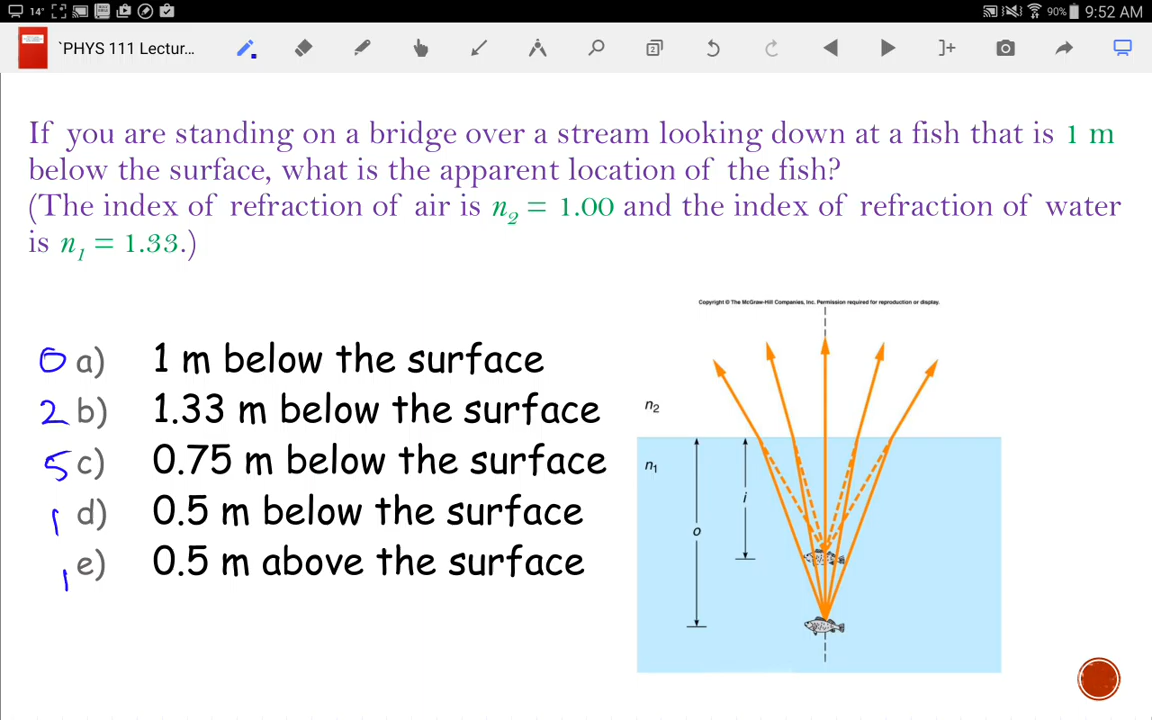 14° 90% 9:52 AM
`PHYS 111 Lectur... 2
If you are standing on a bridge over a stream looking down at a fish that is 1 m
below the surface, what is the apparent location of the fish?
(The index of refraction of air is n2 = 1.00 and the index of refraction of water
is n1 = 1.33.)
Copyright © The McGraw-Hill Companies, Inc. Permission required for reproduction or display.
0 a) 1 m below the surface
2 b) 1.33 m below the surface
5 c) 0.75 m below the surface
1 d) 0.5 m below the surface
1 e) 0.5 m above the surface
n2
n1
i
o